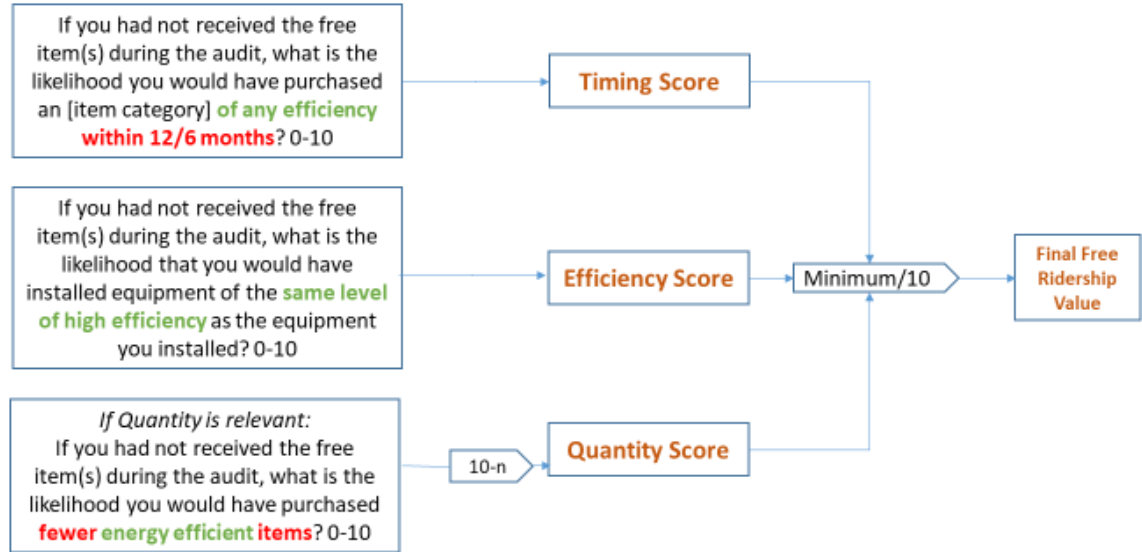 If you had not received the free
item(s) during the audit, what is the
likelihood you would have purchased
an [item category] of any efficiency
within 12/6 months? 0-10
Timing Score
If you had not received the free
item(s) during the audit, what is the
likelihood that you would have
installed equipment of the same level
of high efficiency as the equipment
you installed? 0-10
Efficiency Score
Minimum/10
Final Free
Ridership
Value
If Quantity is relevant:
If you had not received the free
item(s) during the audit, what is the
likelihood you would have purchased
fewer energy efficient items? 0-10
10-n
Quantity Score